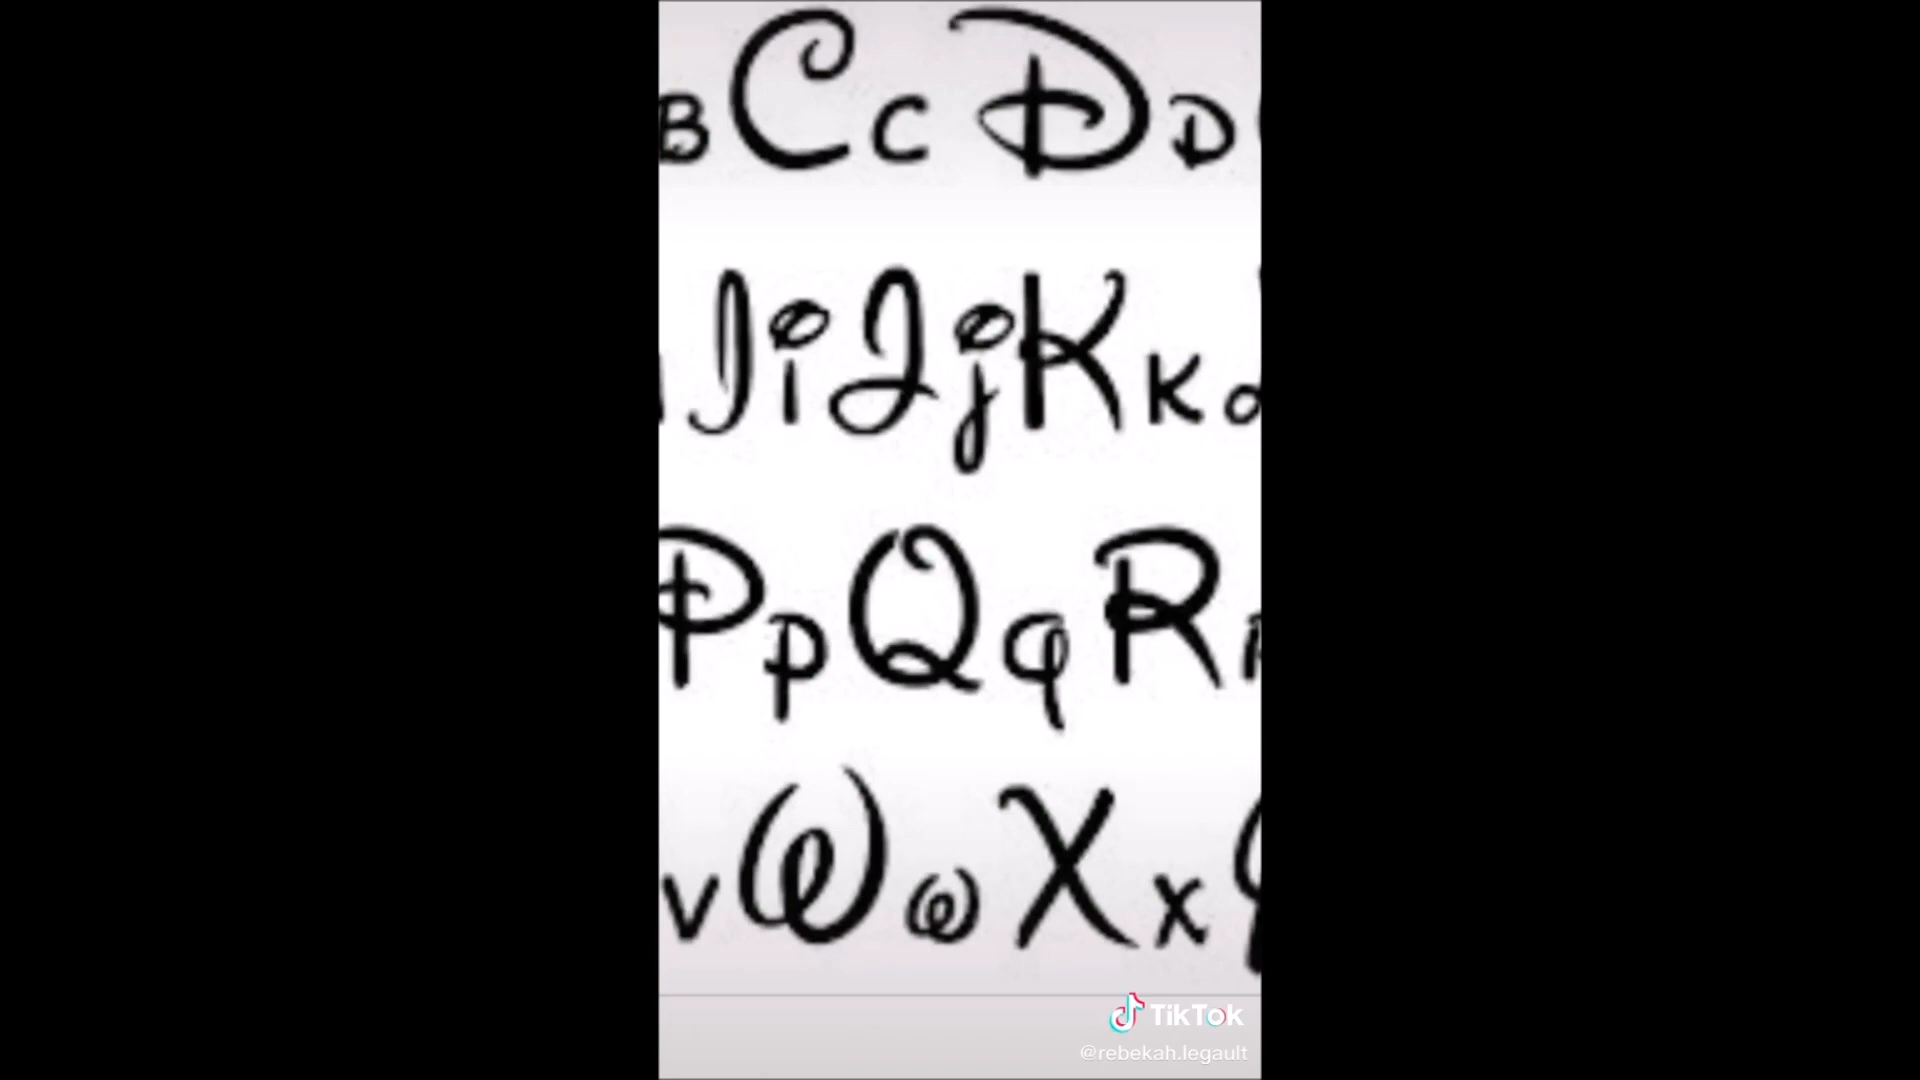 B C c D D
I i J j K K
P p Q q R
V W w X x
TikTok
@rebekah.legault